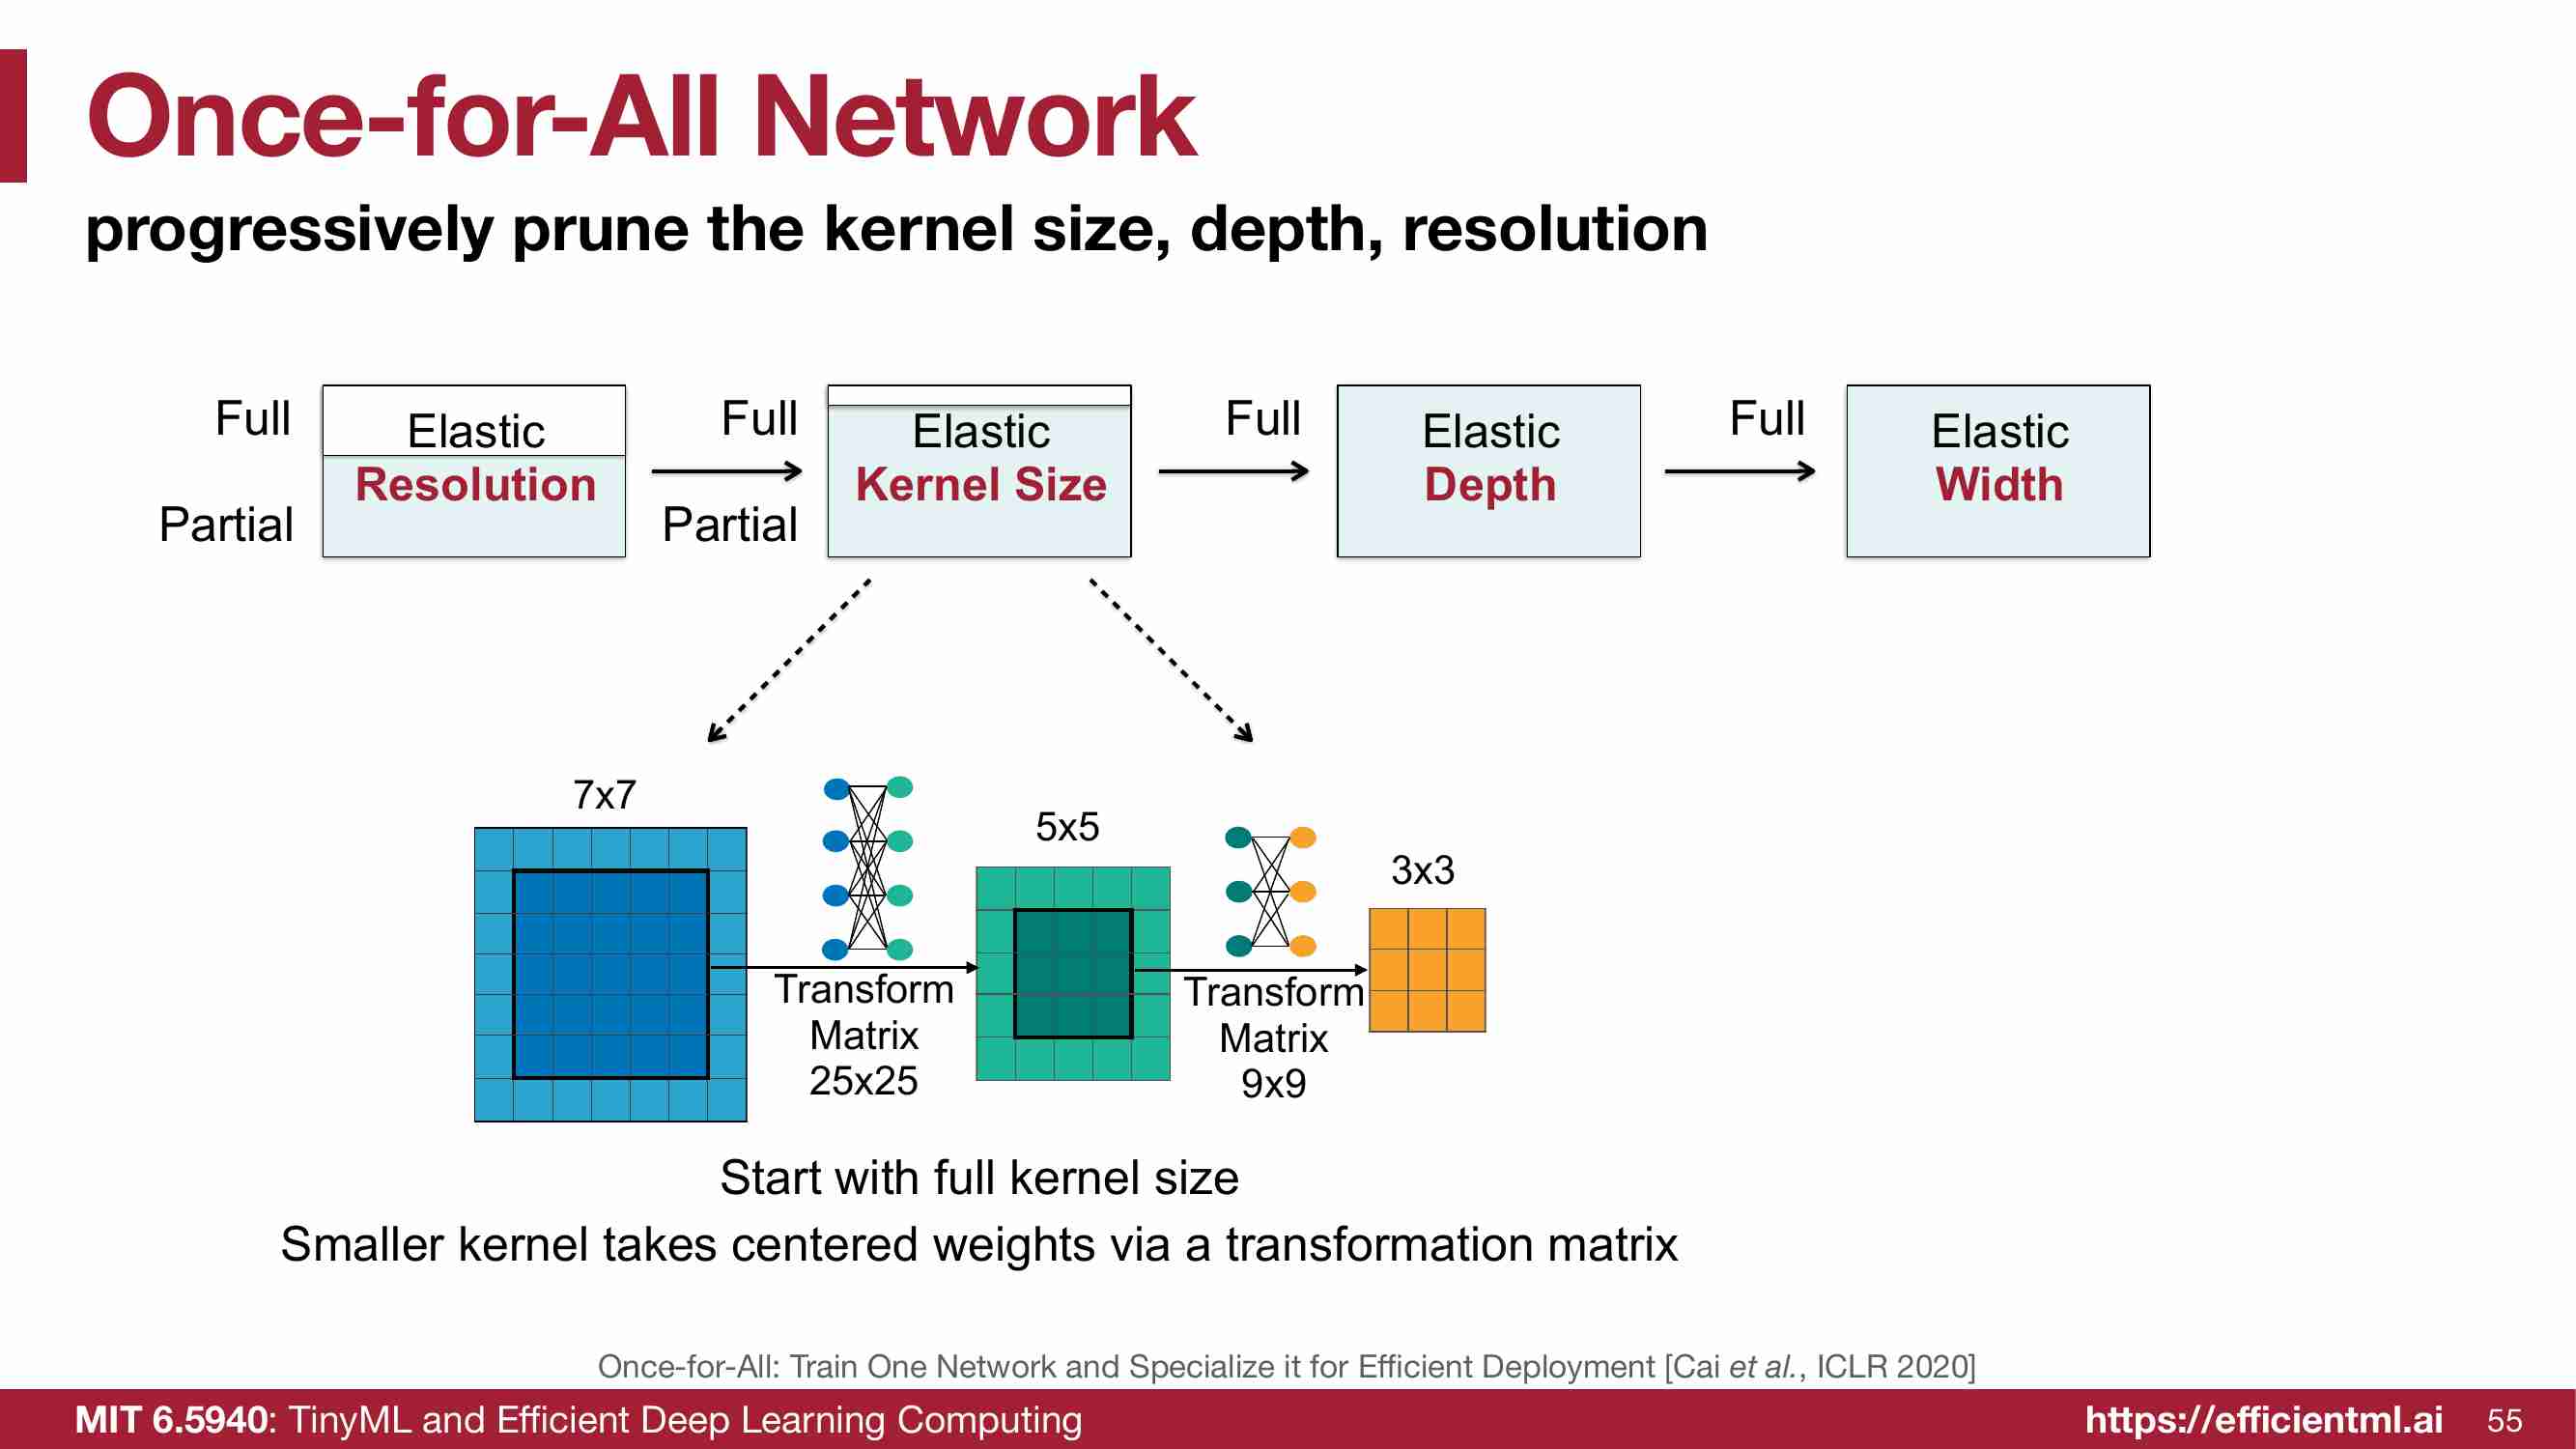 Once-for-All Network
progressively prune the kernel size, depth, resolution
Full
Partial
Elastic
Resolution
Full
Partial
Elastic
Kernel Size
Full
Elastic
Depth
Full
Elastic
Width
7x7
Transform
Matrix
25x25
5x5
Transform
Matrix
9x9
3x3
Start with full kernel size
Smaller kernel takes centered weights via a transformation matrix
Once-for-All: Train One Network and Specialize it for Efficient Deployment [Cai et al., ICLR 2020]
MIT 6.5940: TinyML and Efficient Deep Learning Computing
https://efficientml.ai
55